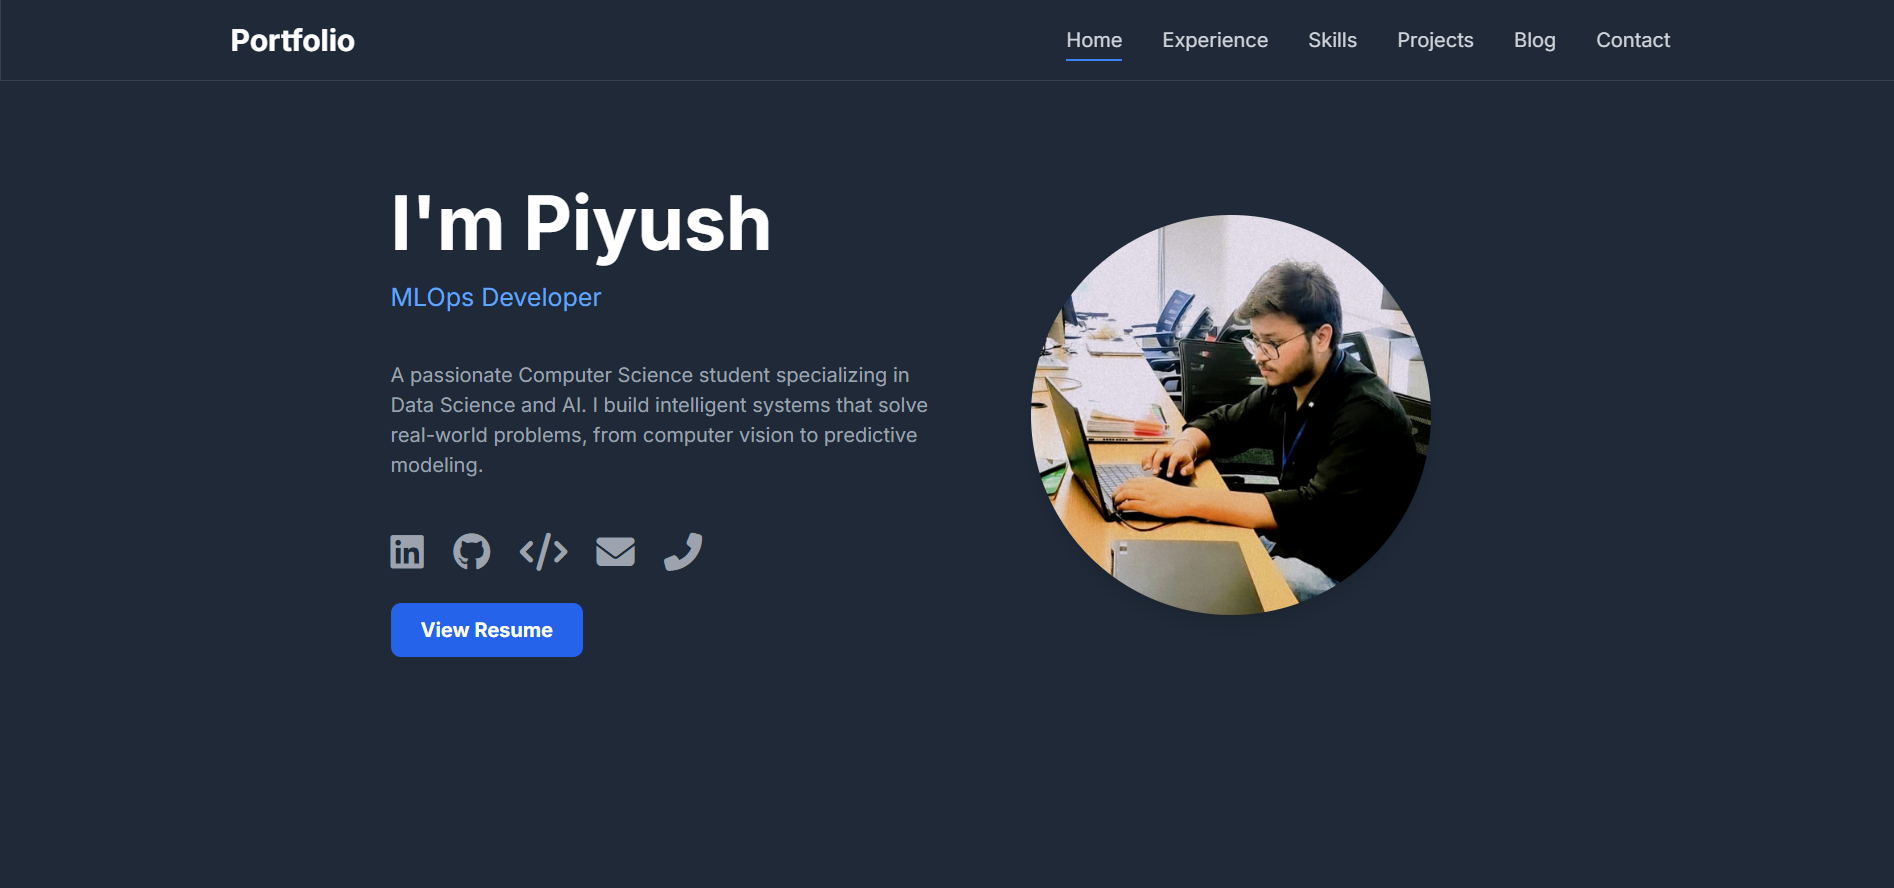 Portfolio
Home Experience Skills Projects Blog Contact
I'm Piyush
MLOps Developer
A passionate Computer Science student specializing in
Data Science and AI. I build intelligent systems that solve
real-world problems, from computer vision to predictive
modeling.
in
View Resume